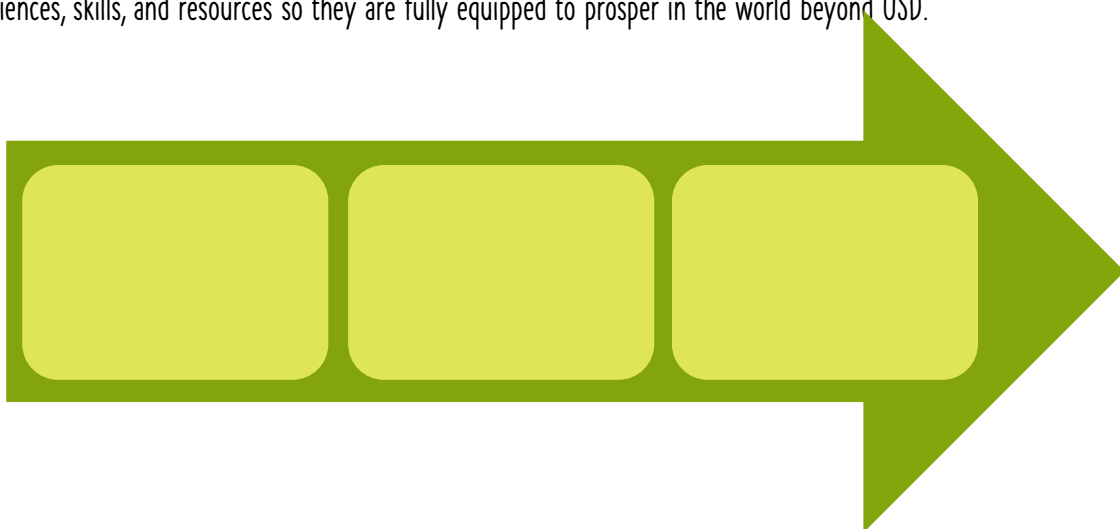 iences, skills, and resources so they are fully equipped to prosper in the world beyond USD.